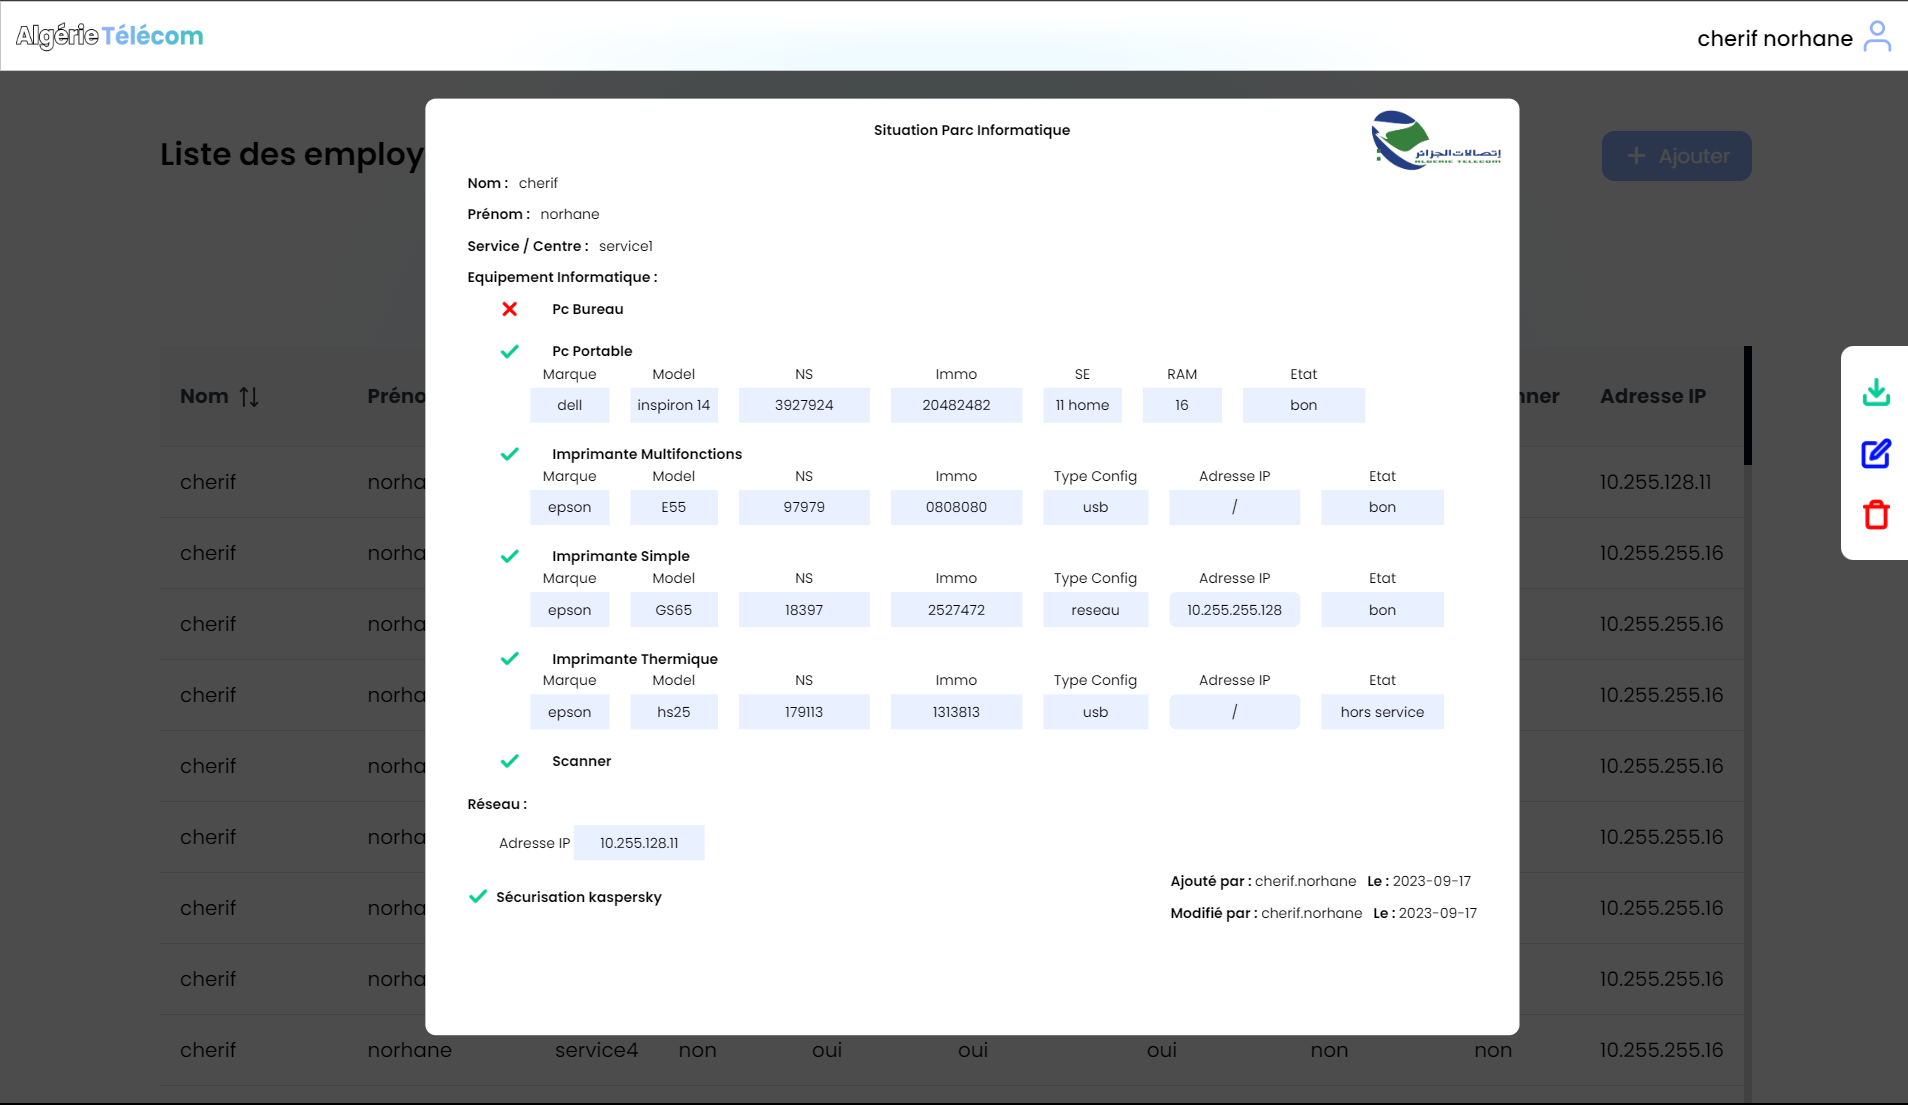 Algérie Télécom
cherif norhane
Situation Parc Informatique
إتصالات الجزائر
ALGERIE TELECOM
Liste des employ
+ Ajouter
Nom : cherif
Prénom : norhane
Service / Centre : service1
Equipement Informatique :
Pc Bureau
Pc Portable
Marque Model NS Immo SE RAM Etat
dell inspiron 14 3927924 20482482 11 home 16 bon
Imprimante Multifonctions
Marque Model NS Immo Type Config Adresse IP Etat
epson E55 97979 0808080 usb / bon
Imprimante Simple
Marque Model NS Immo Type Config Adresse IP Etat
epson GS65 18397 2527472 reseau 10.255.255.128 bon
Imprimante Thermique
Marque Model NS Immo Type Config Adresse IP Etat
epson hs25 179113 1313813 usb / hors service
Scanner
Réseau :
Adresse IP 10.255.128.11
Sécurisation kaspersky
Ajouté par : cherif.norhane Le : 2023-09-17
Modifié par : cherif.norhane Le : 2023-09-17
Nom Préno nner Adresse IP
cherif norha 10.255.128.11
cherif norha 10.255.255.16
cherif norha 10.255.255.16
cherif norha 10.255.255.16
cherif norha 10.255.255.16
cherif norha 10.255.255.16
cherif norha 10.255.255.16
cherif norha 10.255.255.16
cherif norhane service4 non oui oui oui non non 10.255.255.16